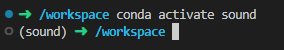 ➜ /workspace conda activate sound
(sound) ➜ /workspace